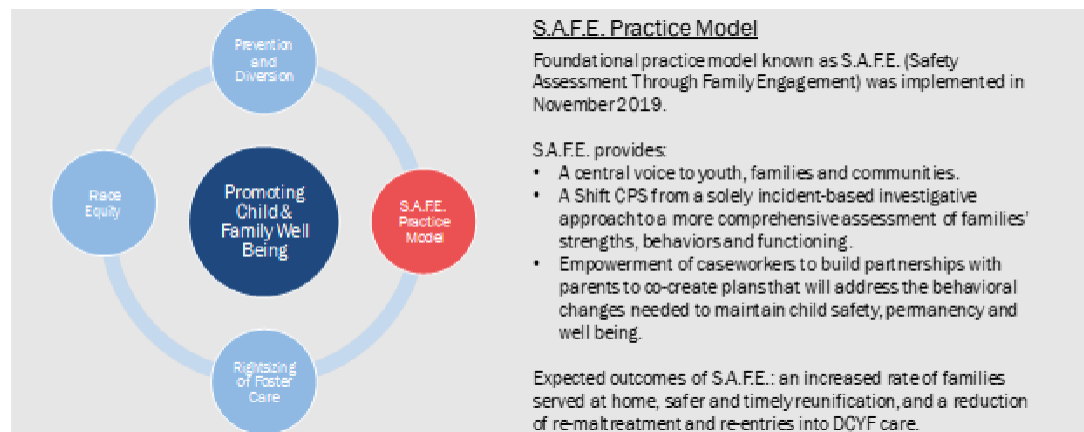 Prevention
and
Diversion
Race
Equity
Promoting
Child &
Family Well
Being
S.A.F.E.
Practice
Model
Rightsizing
of Foster
Care
S.A.F.E. Practice Model
Foundational practice model known as S.A.F.E. (Safety
Assessment Through Family Engagement) was implemented in
November 2019.
S.A.F.E. provides:
• A central voice to youth, families and communities.
• A Shift CPS from a solely incident-based investigative
approach to a more comprehensive assessment of families'
strengths, behaviors and functioning.
• Empowerment of caseworkers to build partnerships with
parents to co-create plans that will address the behavioral
changes needed to maintain child safety, permanency and
well being.
Expected outcomes of S.A.F.E.: an increased rate of families
served at home, safer and timely reunification, and a reduction
of re-maltreatment and re-entries into DCYF care.